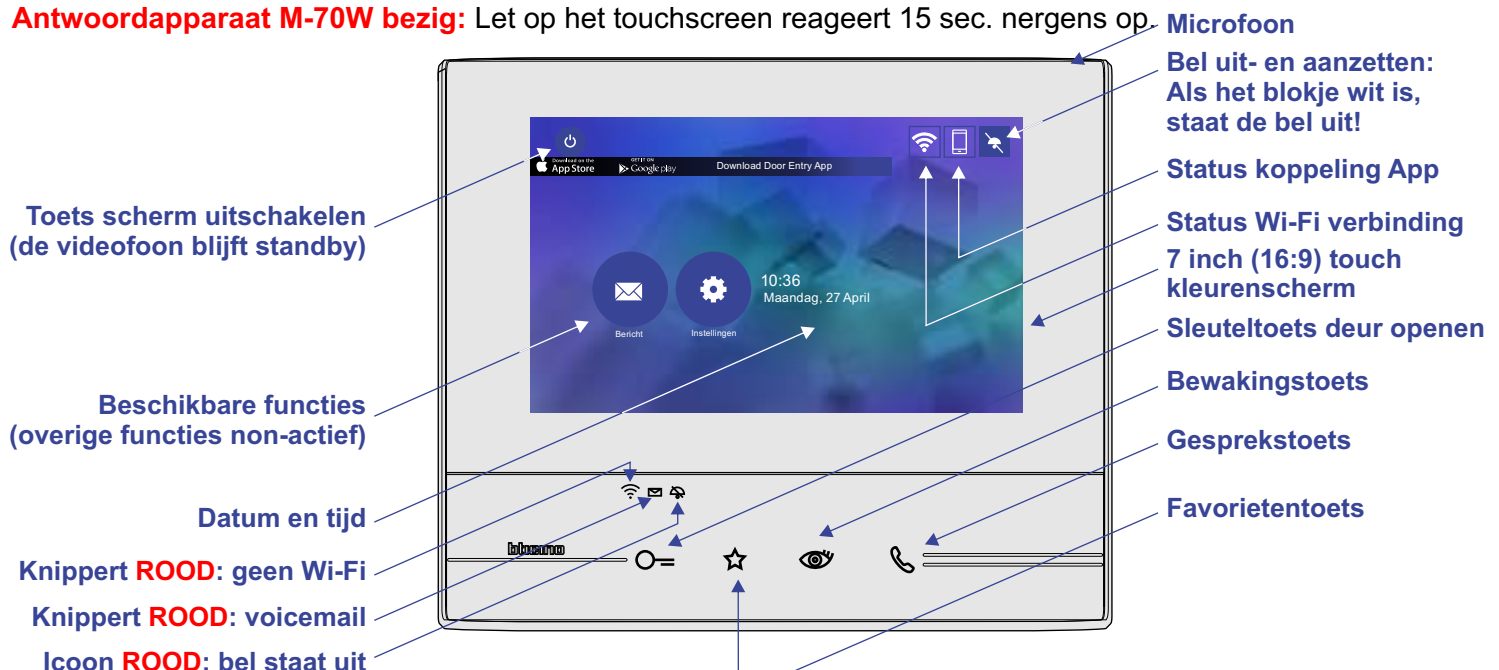 Antwoordapparaat M-70W bezig: Let op het touchscreen reageert 15 sec. nergens op.
Microfoon
Bel uit- en aanzetten:
Als het blokje wit is,
staat de bel uit!
Status koppeling App
Status Wi-Fi verbinding
7 inch (16:9) touch
kleurenscherm
Sleuteltoets deur openen
Bewakingstoets
Gesprekstoets
Favorietentoets
Toets scherm uitschakelen
(de videofoon blijft standby)
Beschikbare functies
(overige functies non-actief)
Datum en tijd
Knippert ROOD: geen Wi-Fi
Knippert ROOD: voicemail
Icoon ROOD: bel staat uit
Download on the
App Store
GET IT ON
Google play
Download Door Entry App
10:36
Maandag, 27 April
Bericht
Instellingen